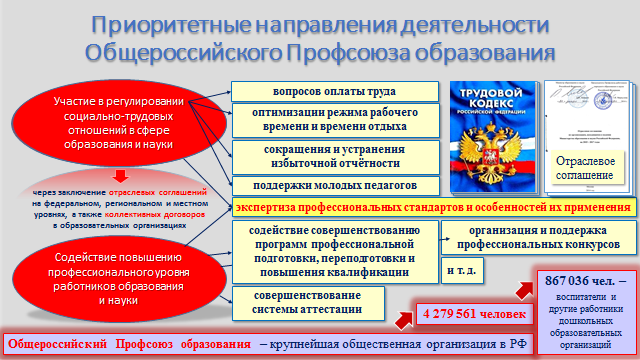 Приоритетные направления деятельности
Общероссийского Профсоюза образования
Участие в регулировании
социально-трудовых
отношений в сфере
образования и науки
через заключение отраслевых соглашений
на федеральном, региональном и местном
уровнях, а также коллективных договоров
в образовательных организациях
Содействие повышению
профессионального уровня
работников образования
и науки
вопросов оплаты труда
оптимизации режима рабочего
времени и времени отдыха
сокращения и устранения
избыточной отчётности
поддержки молодых педагогов
экспертиза профессиональных стандартов и особенностей их применения
содействие совершенствованию
программ профессиональной
подготовки, переподготовки и
повышения квалификации
совершенствование
системы аттестации
организация и поддержка
профессиональных конкурсов
и т. д.
ТРУДОВОЙ
КОДЕКС
РОССИЙСКОЙ ФЕДЕРАЦИИ
Отраслевое
соглашение
4 279 561 человек
867 036 чел. –
воспитатели и
другие работники
дошкольных
образовательных
организаций
Общероссийский Профсоюз образования – крупнейшая общественная организация в РФ